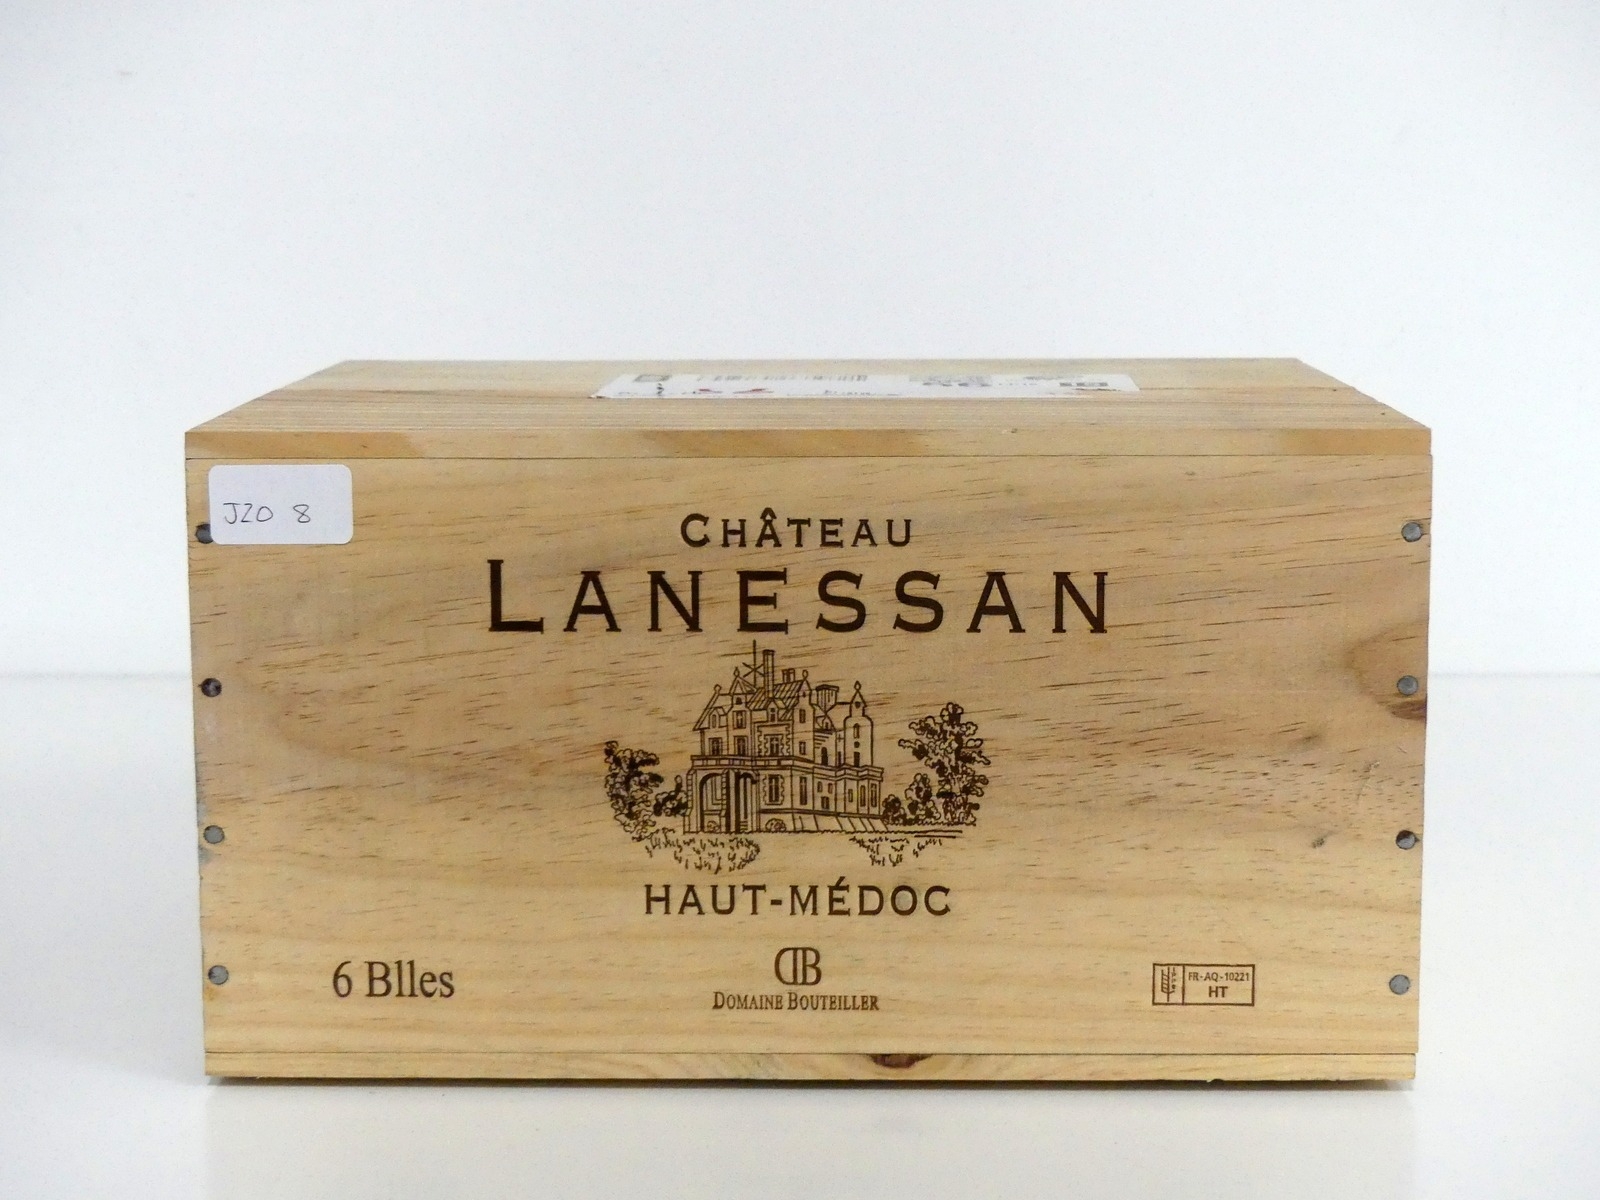 J20 8
CHÂTEAU
LANESSAN
HAUT-MÉDOC
6 Blles
DB
DOMAINE BOUTEILLER
FR-AQ-10221
HT